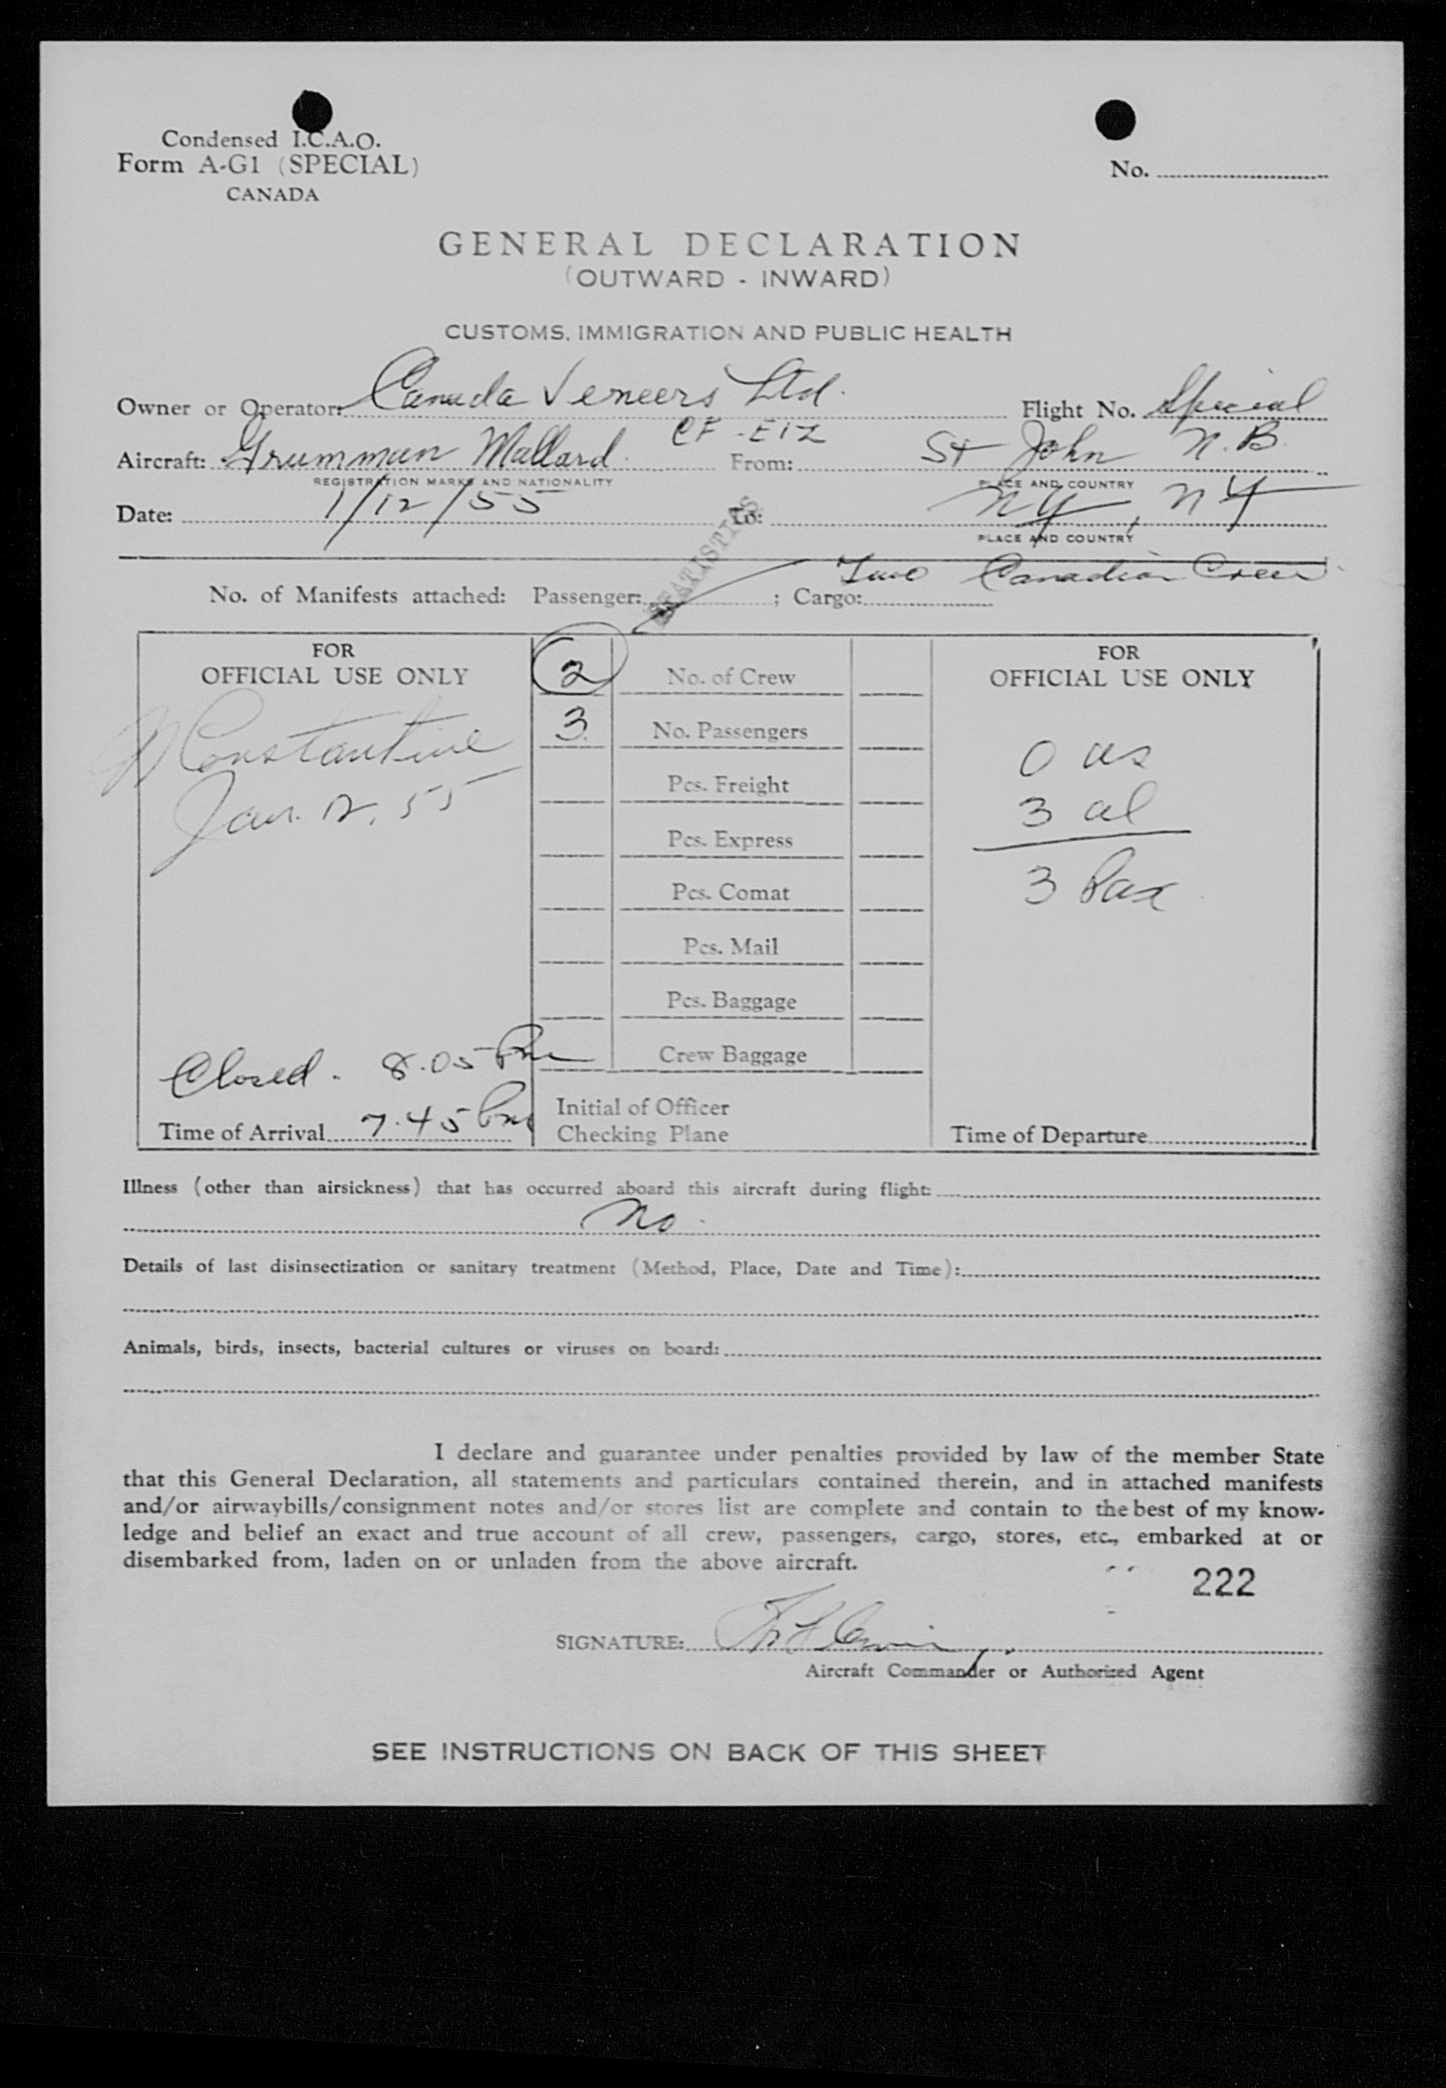 Condensed I.C.A.O.
Form A-G1 (SPECIAL)
CANADA
No.
GENERAL DECLARATION
(OUTWARD - INWARD)
CUSTOMS, IMMIGRATION AND PUBLIC HEALTH
Owner or Operator: Canada Veneers Ltd. Flight No. Special
Aircraft: Grumman Mallard CF-EIZ From: St John N.B.
REGISTRATION MARKS AND NATIONALITY PLACE AND COUNTRY
Date: 1/12/55 To: NY, NY
PLACE AND COUNTRY
STATISTICS
Two Canadian Crew
No. of Manifests attached: Passenger: ; Cargo:
FOR
OFFICIAL USE ONLY
Constantine
Jan. 12, 55
Closed - 8.05 Pm
Time of Arrival 7.45 Pm
2 No. of Crew
3 No. Passengers
Pcs. Freight
Pcs. Express
Pcs. Comat
Pcs. Mail
Pcs. Baggage
Crew Baggage
Initial of Officer
Checking Plane
FOR
OFFICIAL USE ONLY
0 us
3 al
3 Pax
Time of Departure
Illness (other than airsickness) that has occurred aboard this aircraft during flight:
No.
Details of last disinsectization or sanitary treatment (Method, Place, Date and Time):
Animals, birds, insects, bacterial cultures or viruses on board:
I declare and guarantee under penalties provided by law of the member State
that this General Declaration, all statements and particulars contained therein, and in attached manifests
and/or airwaybills/consignment notes and/or stores list are complete and contain to the best of my know-
ledge and belief an exact and true account of all crew, passengers, cargo, stores, etc., embarked at or
disembarked from, laden on or unladen from the above aircraft.
222
SIGNATURE:
Aircraft Commander or Authorized Agent
SEE INSTRUCTIONS ON BACK OF THIS SHEET